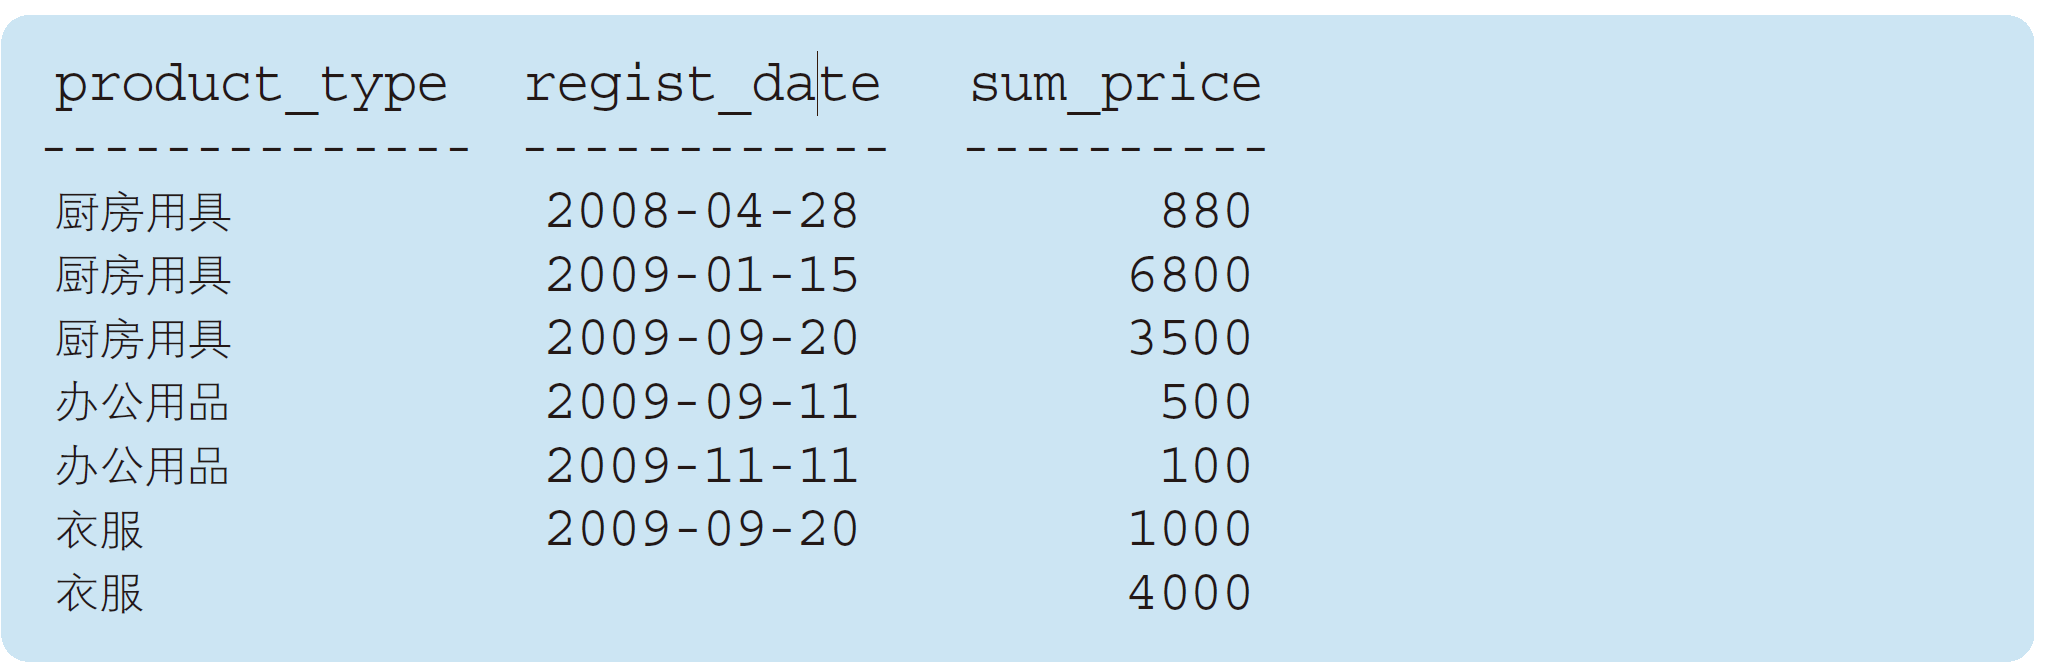 product_type regist_date sum_price
-------------- ------------ ----------
厨房用具 2008-04-28 880
厨房用具 2009-01-15 6800
厨房用具 2009-09-20 3500
办公用品 2009-09-11 500
办公用品 2009-11-11 100
衣服 2009-09-20 1000
衣服 4000